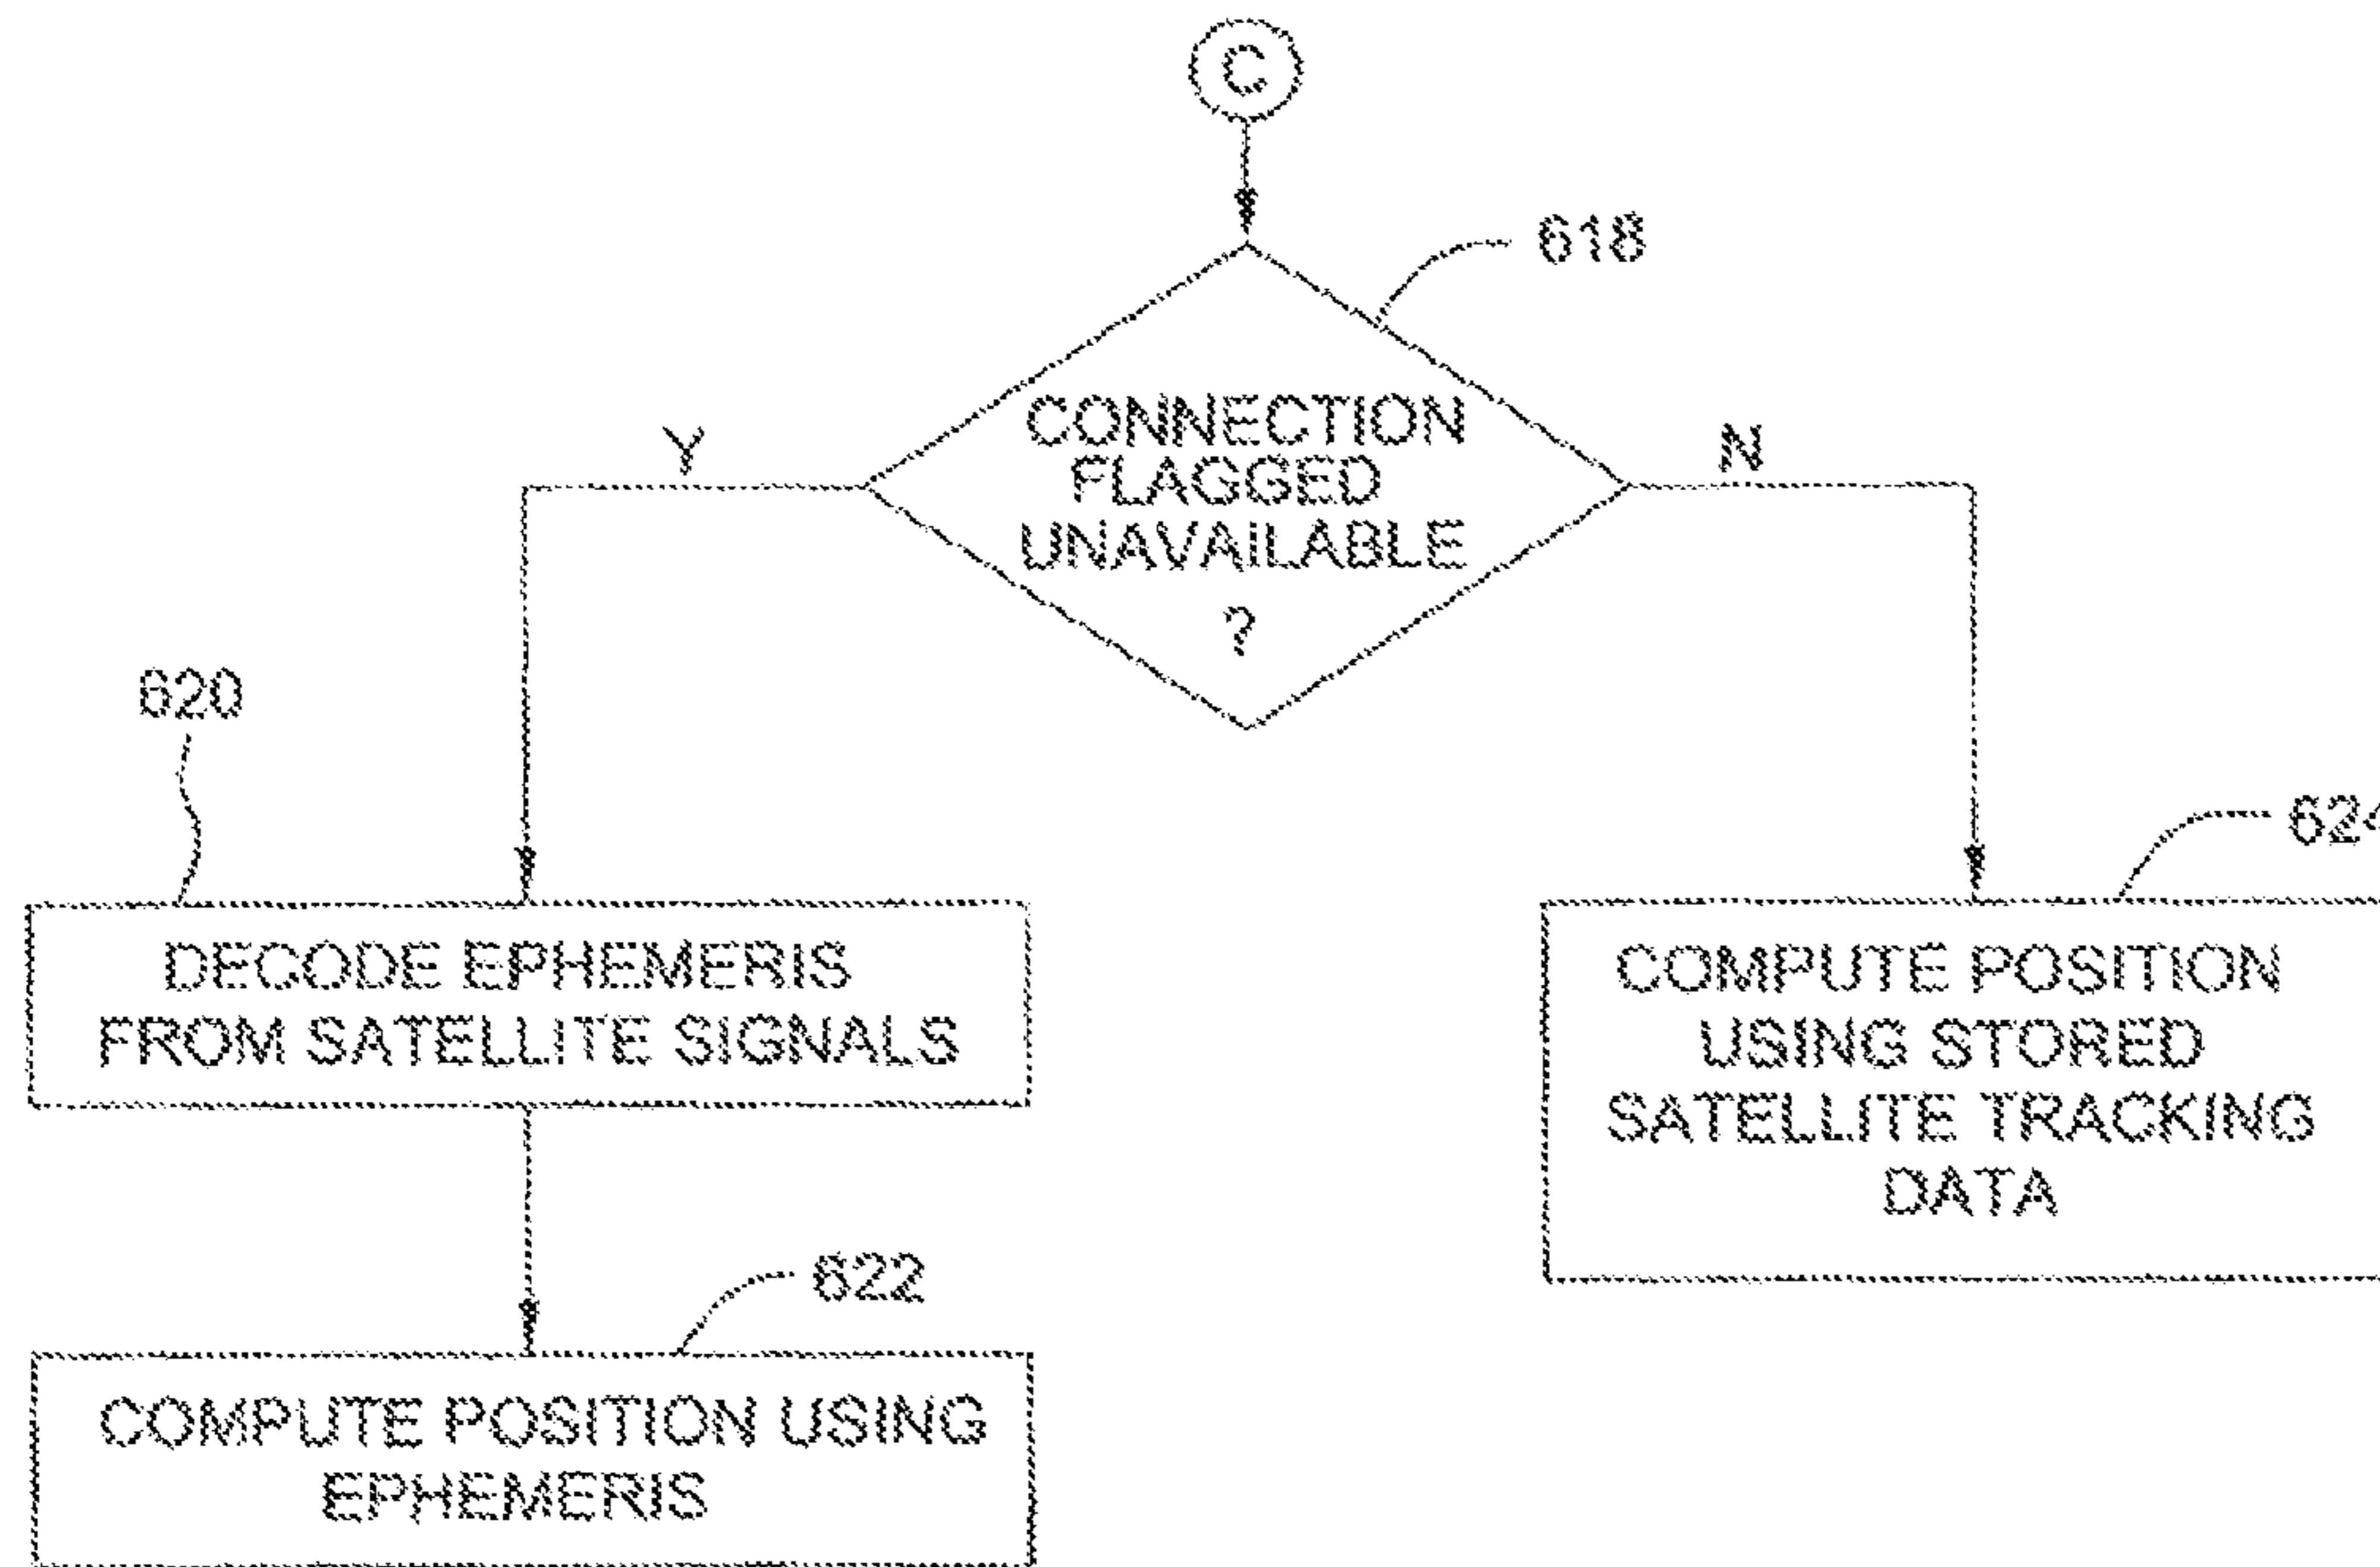 C
618
CONNECTION
FLAGGED
UNAVAILABLE
?
Y
N
620
624
DECODE EPHEMERIS
FROM SATELLITE SIGNALS
COMPUTE POSITION
USING STORED
SATELLITE TRACKING
DATA
622
COMPUTE POSITION USING
EPHEMERIS